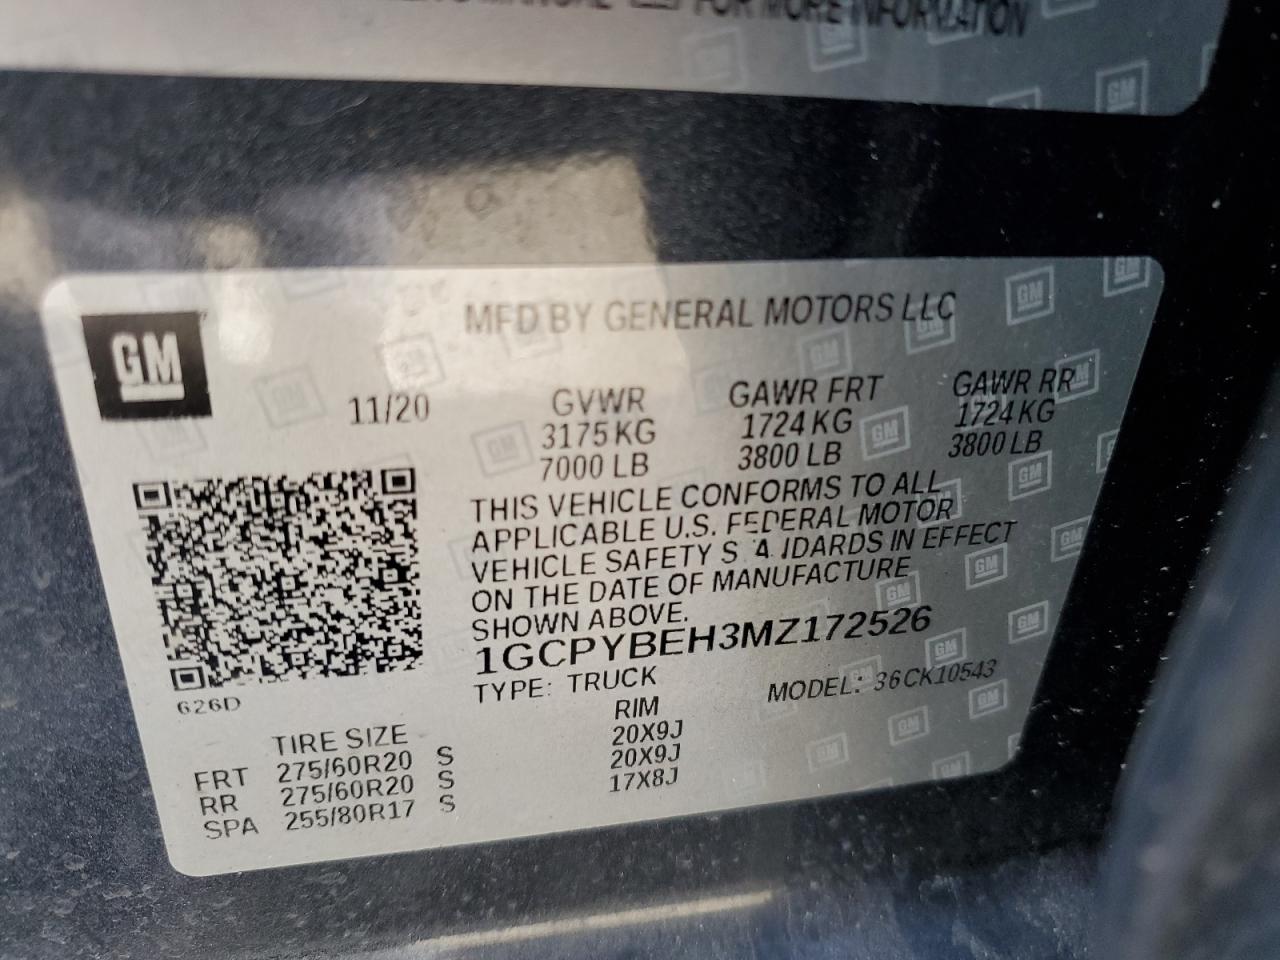 MANUAL FOR MORE INFORMATION
GM
MFD BY GENERAL MOTORS LLC
11/20
GVWR GAWR FRT GAWR RR
3175 KG 1724 KG 1724 KG
7000 LB 3800 LB 3800 LB
THIS VEHICLE CONFORMS TO ALL
APPLICABLE U.S. FEDERAL MOTOR
VEHICLE SAFETY S A IDARDS IN EFFECT
ON THE DATE OF MANUFACTURE
SHOWN ABOVE.
1GCPYBEH3MZ172526
TYPE: TRUCK MODEL: 36CK10543
626D
TIRE SIZE RIM
FRT 275/60R20 S 20X9J
RR 275/60R20 S 20X9J
SPA 255/80R17 S 17X8J